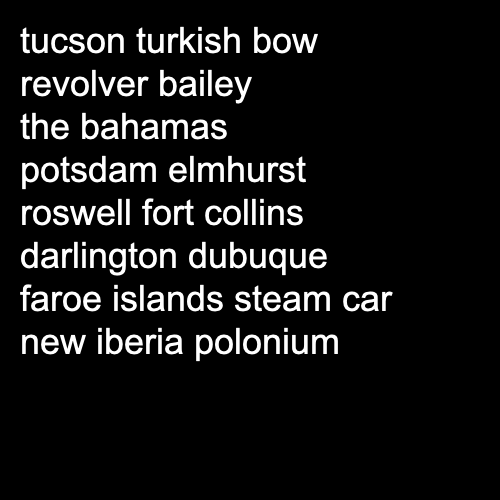 tucson turkish bow
revolver bailey
the bahamas
potsdam elmhurst
roswell fort collins
darlington dubuque
faroe islands steam car
new iberia polonium